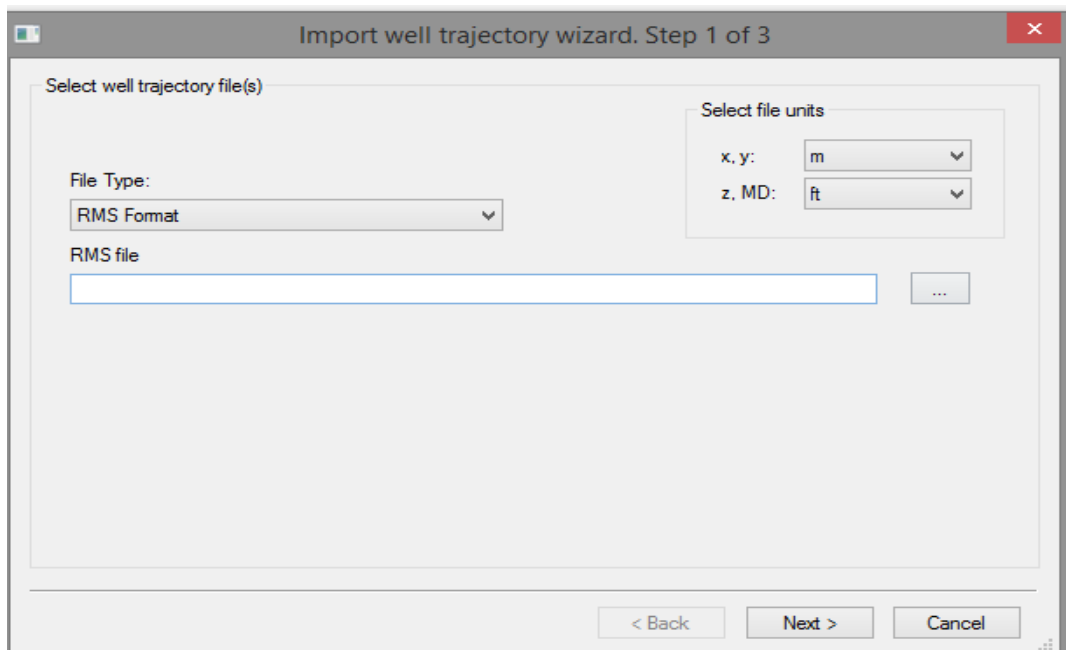 Import well trajectory wizard. Step 1 of 3
Select well trajectory file(s)
Select file units
x, y: m
z, MD: ft
File Type:
RMS Format
RMS file
...
< Back Next > Cancel